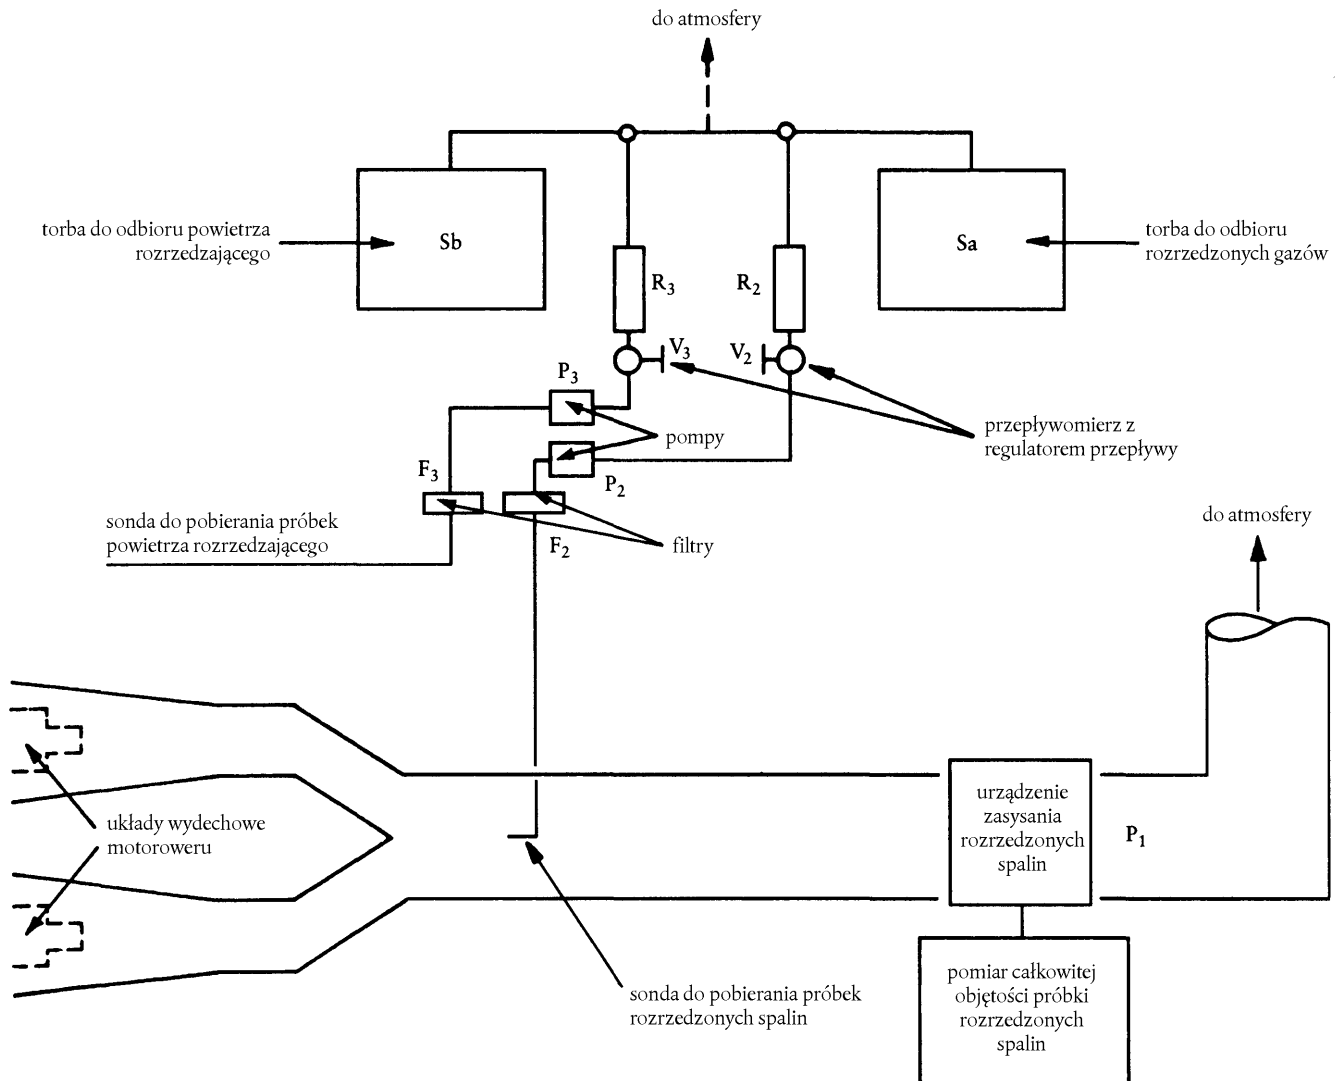 do atmosfery
torba do odbioru powietrza
rozrzedzającego
Sb
Sa
torba do odbioru
rozrzedzonych gazów
R3
R2
V3
V2
P3
pompy
przepływomierz z
regulatorem przepływy
F3
P2
sonda do pobierania próbek
powietrza rozrzedzającego
F2
filtry
do atmosfery
urządzenie
zasysania
rozrzedzonych
spalin
P1
układy wydechowe
motoroweru
sonda do pobierania próbek
rozrzedzonych spalin
pomiar całkowitej
objętości próbki
rozrzedzonych
spalin